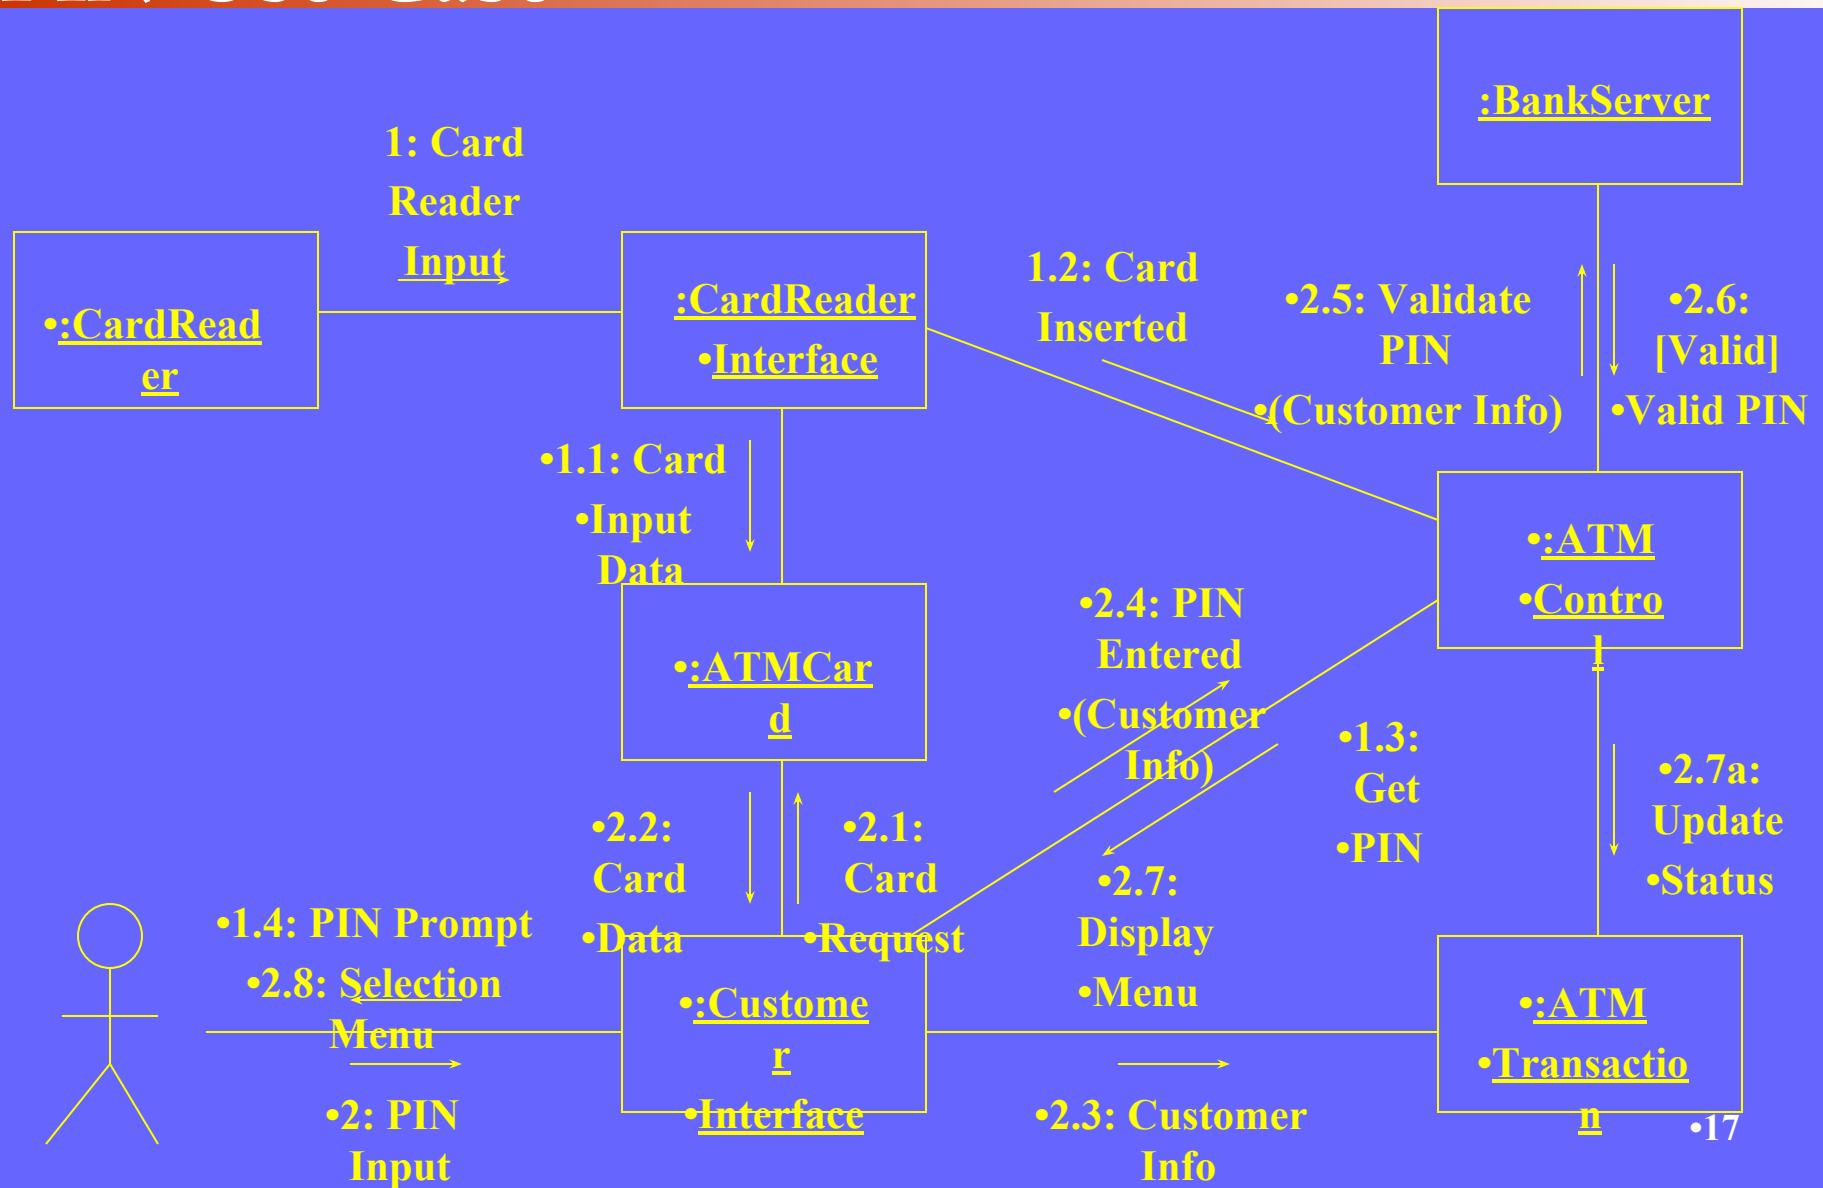 :BankServer
1: Card
Reader
Input
•:CardRead
er
:CardReader
•Interface
1.2: Card
Inserted
•2.5: Validate
PIN
•(Customer Info)
•2.6:
[Valid]
•Valid PIN
•1.1: Card
•Input
Data
•:ATM
•Contro
l
•:ATMCar
d
•2.4: PIN
Entered
•(Customer
Info)
•1.3:
Get
•PIN
•2.7a:
Update
•Status
•2.2:
Card
•Data
•2.1:
Card
•Request
•2.7:
Display
•Menu
•1.4: PIN Prompt
•2.8: Selection
Menu
•2: PIN
Input
•:Custome
r
•Interface
•2.3: Customer
Info
•:ATM
•Transactio
n
•17